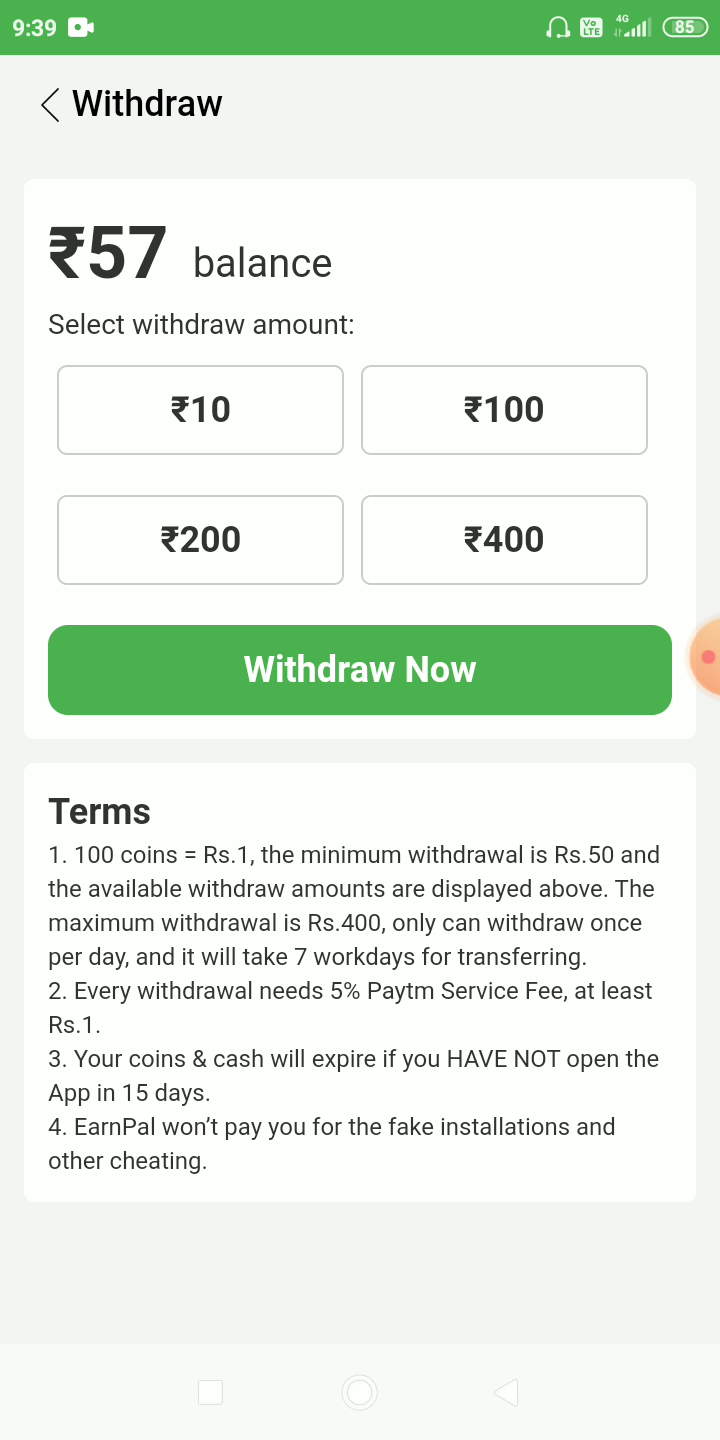 9:39 Vo LTE 4G 85
Withdraw
₹57 balance
Select withdraw amount:
₹10 ₹100
₹200 ₹400
Withdraw Now
Terms
1. 100 coins = Rs.1, the minimum withdrawal is Rs.50 and
the available withdraw amounts are displayed above. The
maximum withdrawal is Rs.400, only can withdraw once
per day, and it will take 7 workdays for transferring.
2. Every withdrawal needs 5% Paytm Service Fee, at least
Rs.1.
3. Your coins & cash will expire if you HAVE NOT open the
App in 15 days.
4. EarnPal won’t pay you for the fake installations and
other cheating.